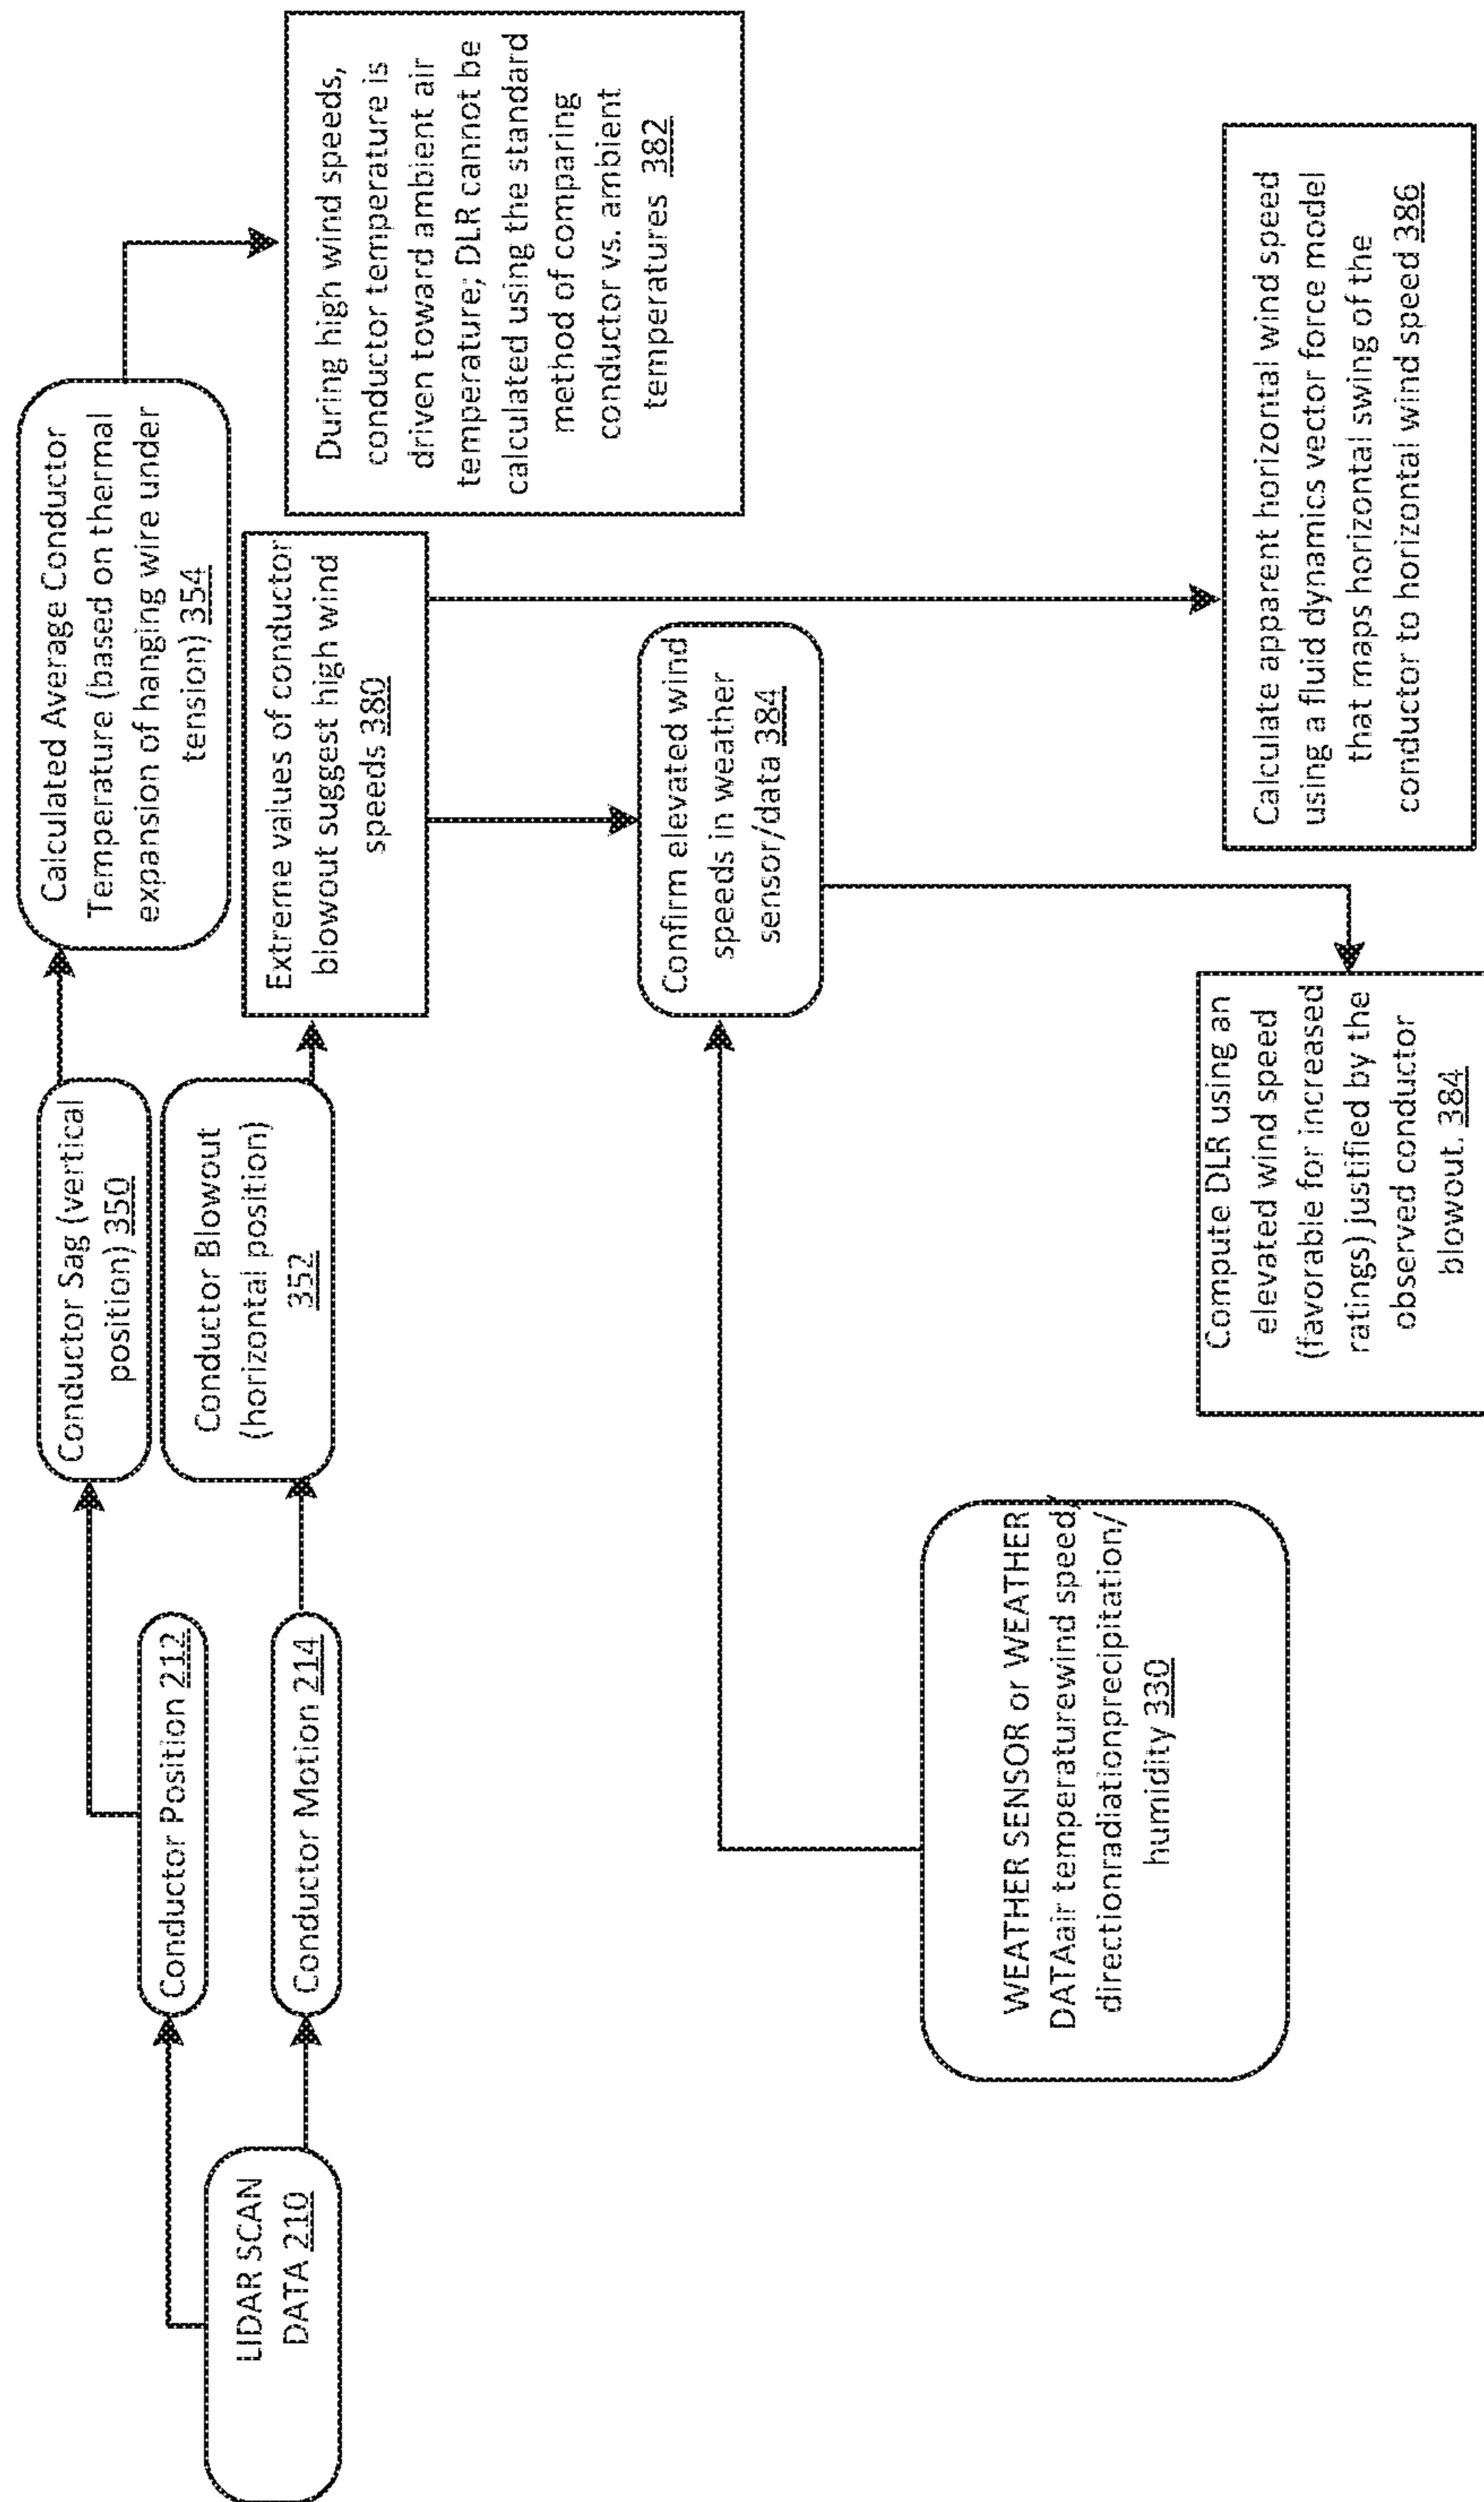 LIDAR SCAN
DATA 210
Conductor Position 212
Conductor Motion 214
Conductor Sag (vertical
position) 350
Conductor Blowout
(horizontal position)
352
Calculated Average Conductor
Temperature (based on thermal
expansion of hanging wire under
tension) 354
Extreme values of conductor
blowout suggest high wind
speeds 380
During high wind speeds,
conductor temperature is
driven toward ambient air
temperature; DLR cannot be
calculated using the standard
method of comparing
conductor vs. ambient
temperatures 382
Confirm elevated wind
speeds in weather
sensor/data 384
WEATHER SENSOR or WEATHER
DATAair temperaturewind speed/
directionradiationprecipitation/
humidity 330
Compute DLR using an
elevated wind speed
(favorable for increased
ratings) justified by the
observed conductor
blowout. 384
Calculate apparent horizontal wind speed
using a fluid dynamics vector force model
that maps horizontal swing of the
conductor to horizontal wind speed 386